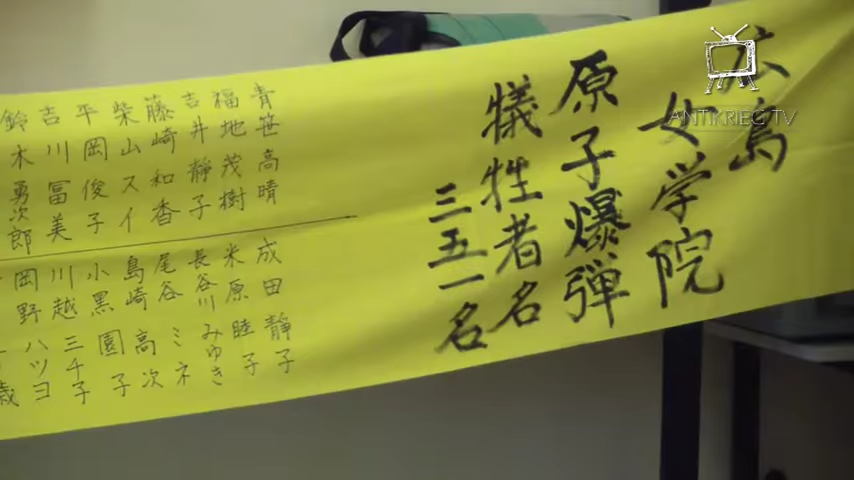 ANTIKRIEG TV
広島
女学院
原子爆弾
犠牲者名
三五一名
青笹高晴
福地茂樹
吉井静子
藤崎和香
柴山スイ
平岡俊子
吉川冨美
鈴木勇次郎
成田静子
米原睦子
長谷川みゆき
尾谷ミネ
島崎高次
小黒園子
川越三千子
岡野ハツヨ